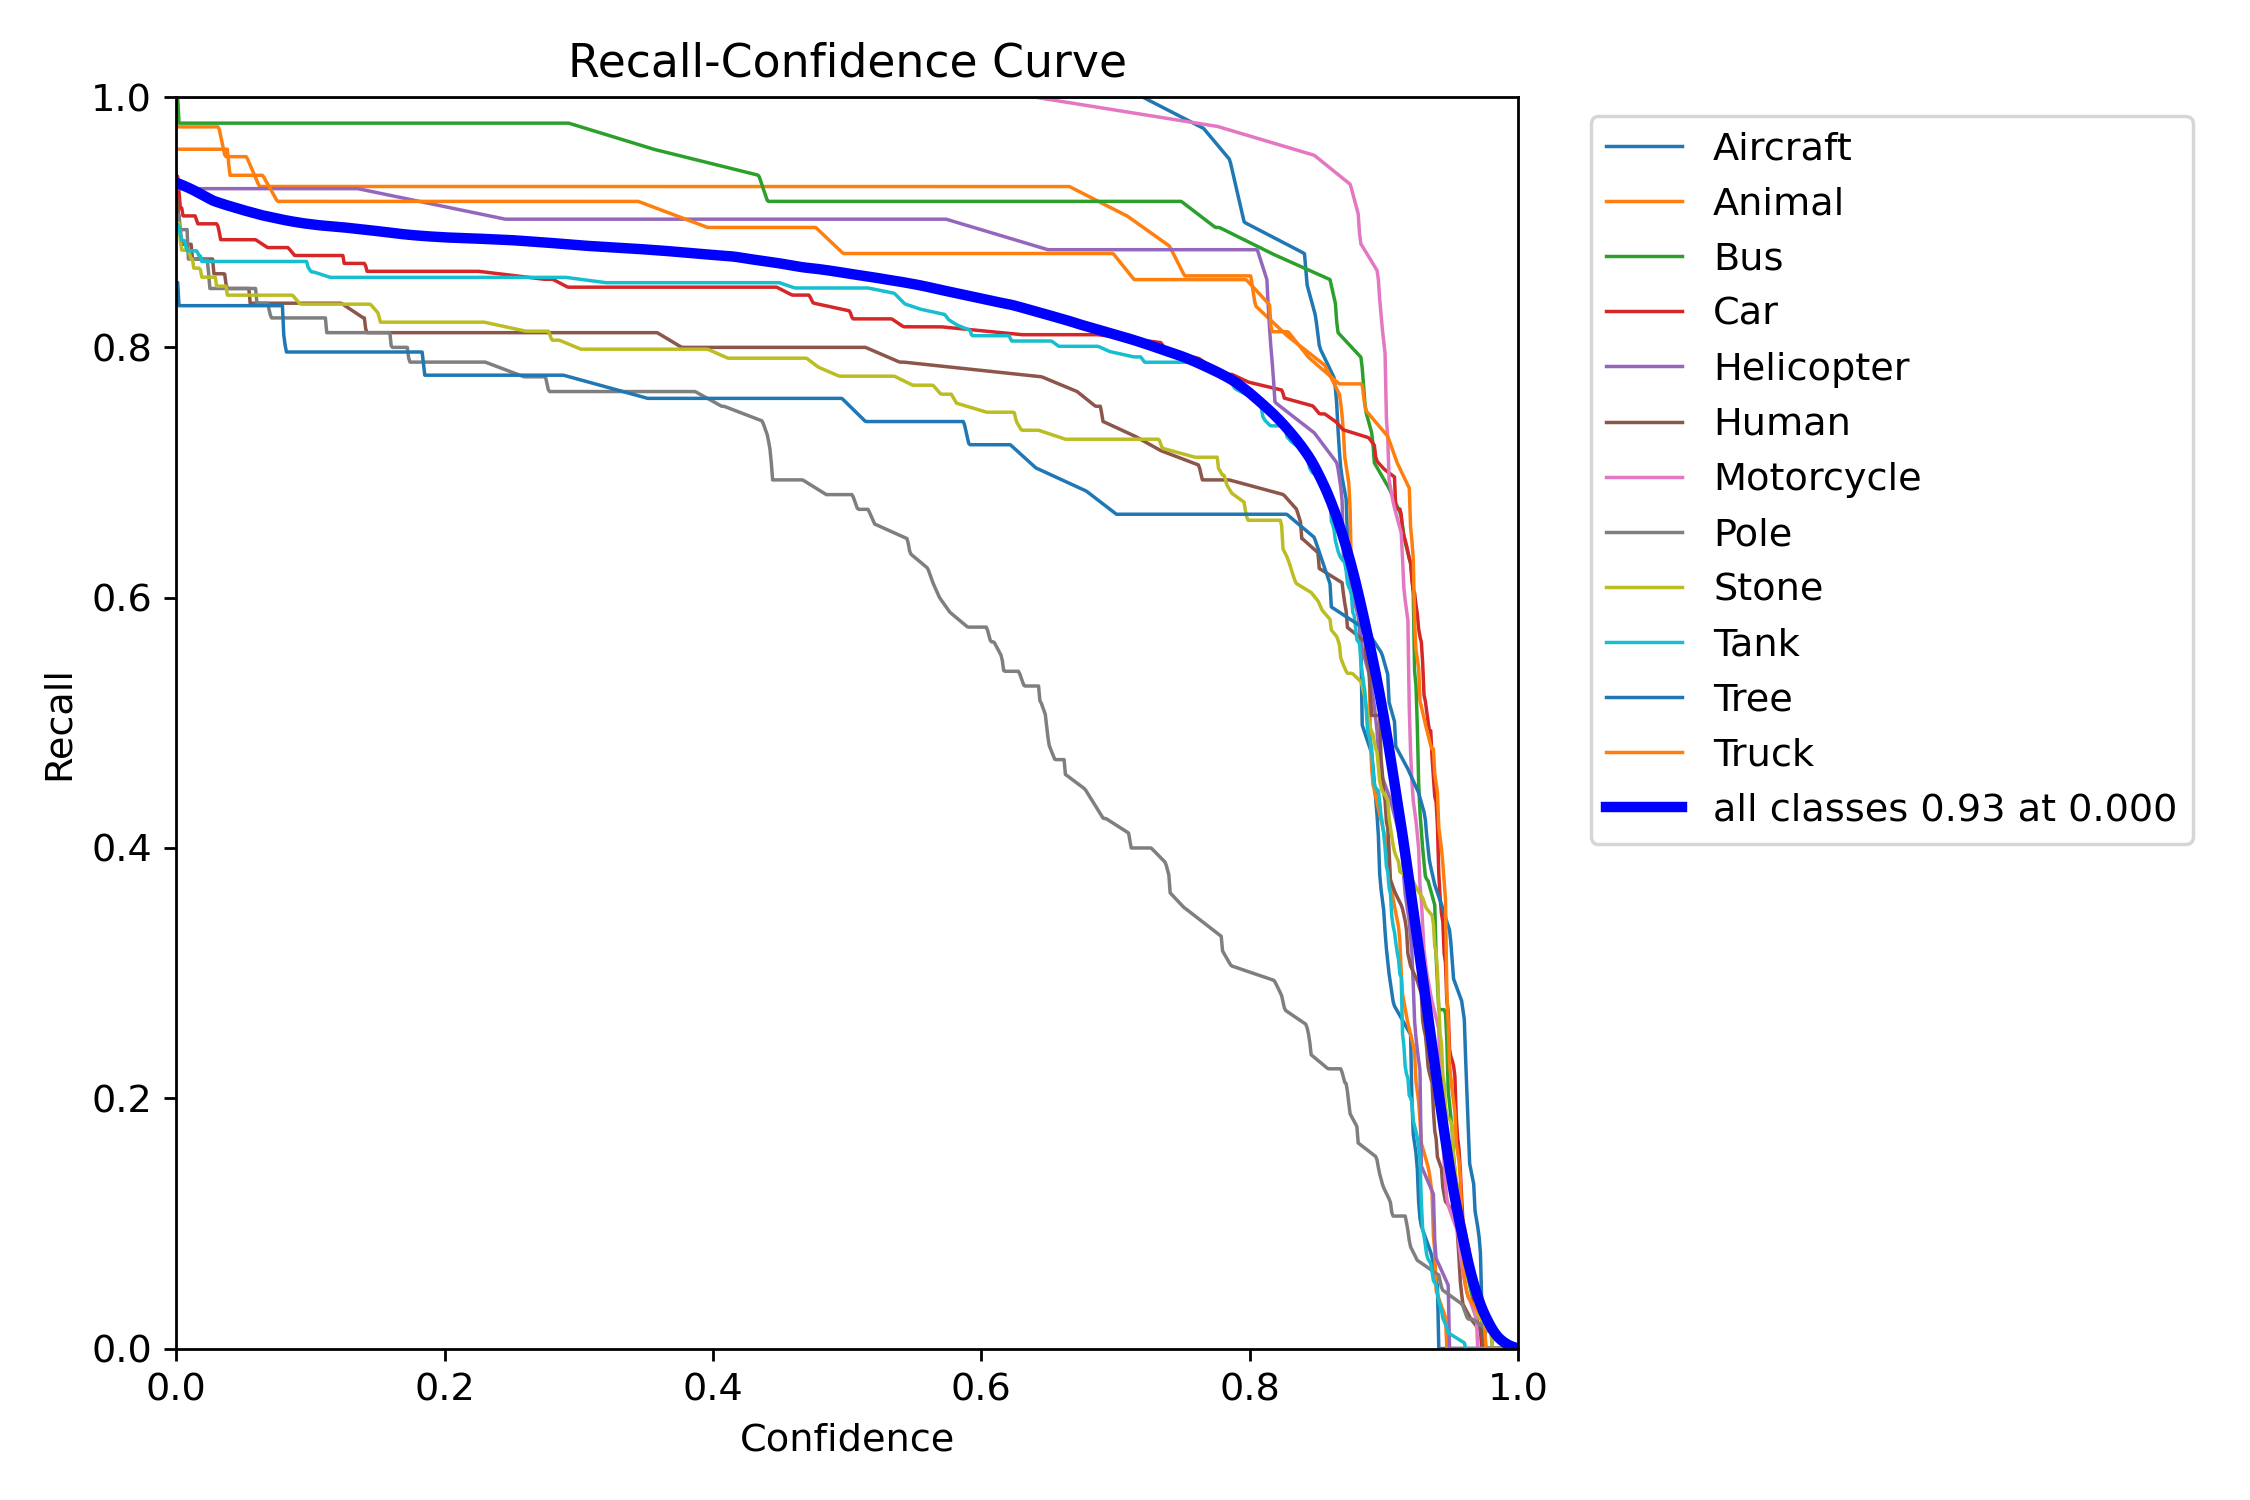 Recall-Confidence Curve
1.0
0.8
0.6
0.4
0.2
0.0
Recall
0.0 0.2 0.4 0.6 0.8 1.0
Confidence
Aircraft
Animal
Bus
Car
Helicopter
Human
Motorcycle
Pole
Stone
Tank
Tree
Truck
all classes 0.93 at 0.000